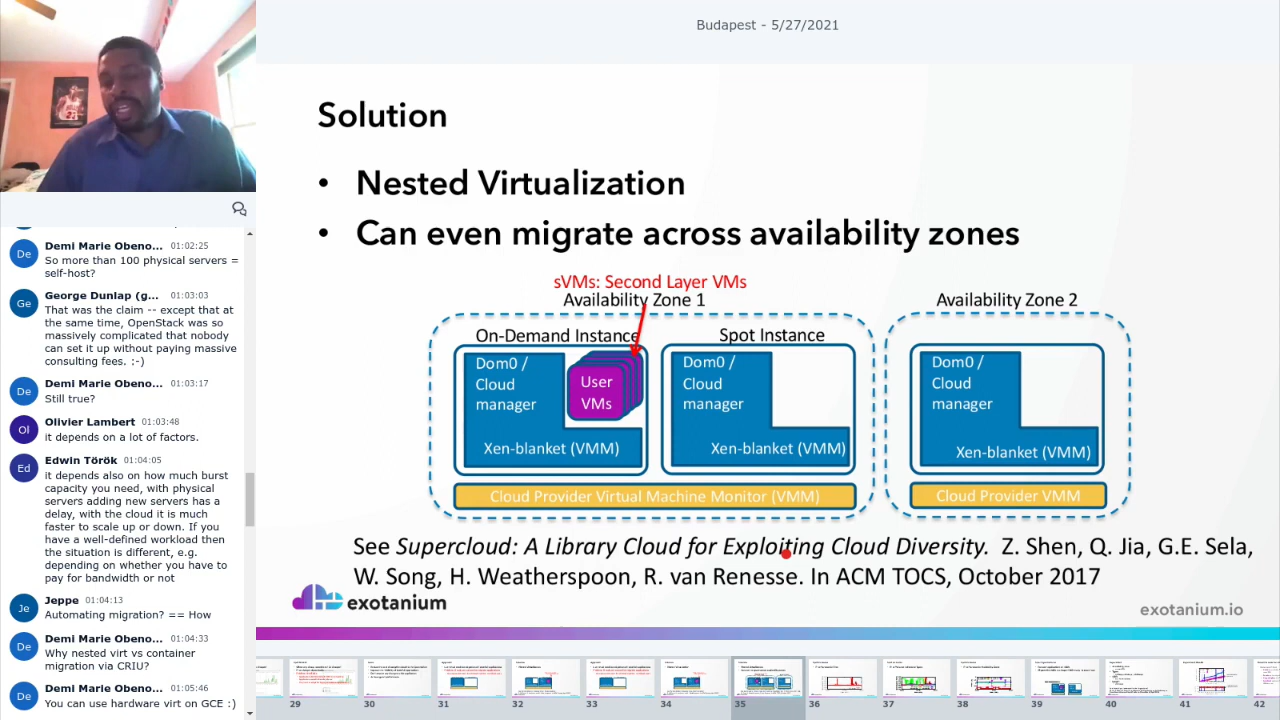 Budapest - 5/27/2021
Solution
• Nested Virtualization
• Can even migrate across availability zones
sVMs: Second Layer VMs
Availability Zone 1
Availability Zone 2
On-Demand Instance
Spot Instance
Dom0 /
Cloud
manager
User
VMs
Xen-blanket (VMM)
Dom0 /
Cloud
manager
Xen-blanket (VMM)
Dom0 /
Cloud
manager
Xen-blanket (VMM)
Cloud Provider Virtual Machine Monitor (VMM)
Cloud Provider VMM
See Supercloud: A Library Cloud for Exploiting Cloud Diversity. Z. Shen, Q. Jia, G.E. Sela,
W. Song, H. Weatherspoon, R. van Renesse. In ACM TOCS, October 2017
exotanium
exotanium.io
De
Demi Marie Obeno... 01:02:25
So more than 100 physical servers =
self-host?
Ge
George Dunlap (g... 01:03:03
That was the claim -- except that at
the same time, OpenStack was so
massively complicated that nobody
can set it up without paying massive
consulting fees. :-)
De
Demi Marie Obeno... 01:03:17
Still true?
Ol
Olivier Lambert 01:03:48
it depends on a lot of factors.
Ed
Edwin Török 01:04:05
it depends also on how much burst
capacity you need, with physical
servers adding new servers has a
delay, with the cloud it is much
faster to scale up or down. If you
have a well-defined workload then
the situation is different, e.g.
depending on whether you have to
pay for bandwidth or not
Je
Jeppe 01:04:13
Automating migration? == How
De
Demi Marie Obeno... 01:04:33
Why nested virt vs container
migration via CRIU?
De
Demi Marie Obeno... 01:05:46
You can use hardware virt on GCE :)
29 30 31 32 33 34 35 36 37 38 39 40 41 42